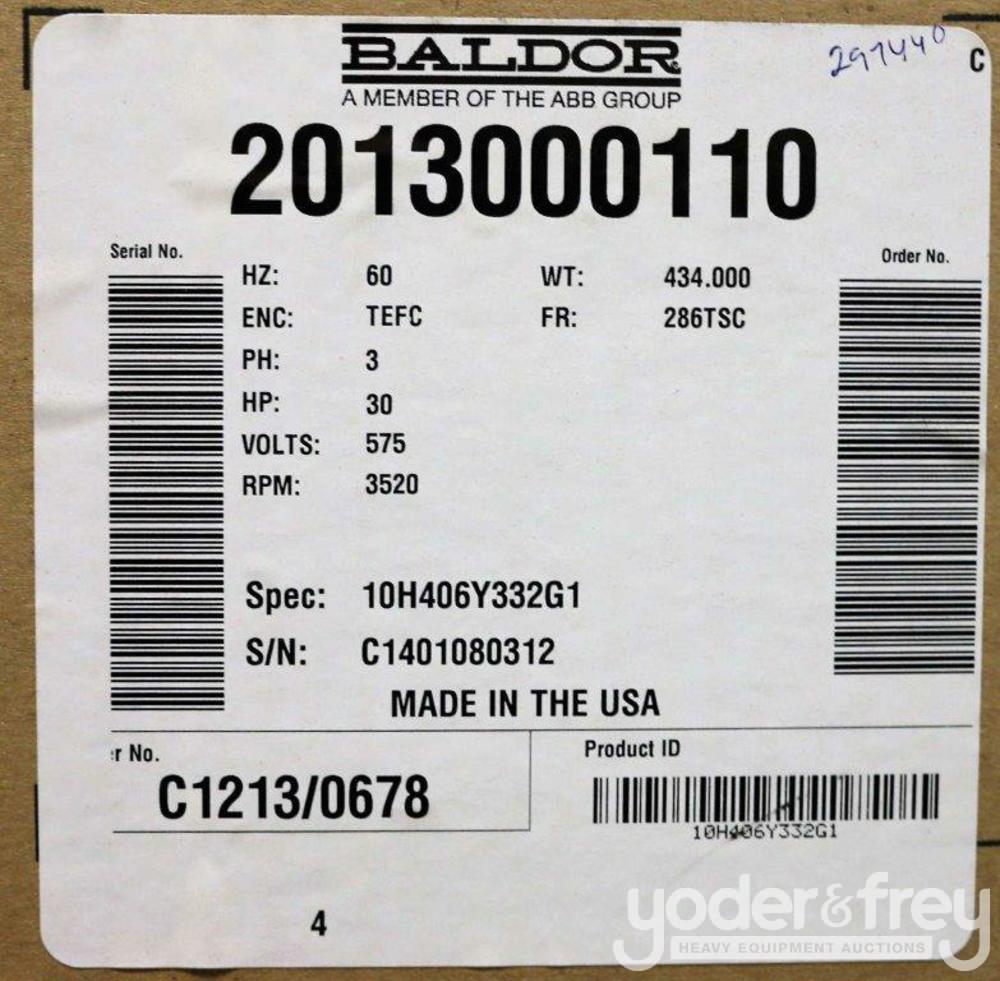 BALDOR
A MEMBER OF THE ABB GROUP
297440
C
2013000110
Serial No.
Order No.
HZ: 60 WT: 434.000
ENC: TEFC FR: 286TSC
PH: 3
HP: 30
VOLTS: 575
RPM: 3520
Spec: 10H406Y332G1
S/N: C1401080312
MADE IN THE USA
r No.
C1213/0678
Product ID
10H406Y332G1
4
yoder&frey
HEAVY EQUIPMENT AUCTIONS